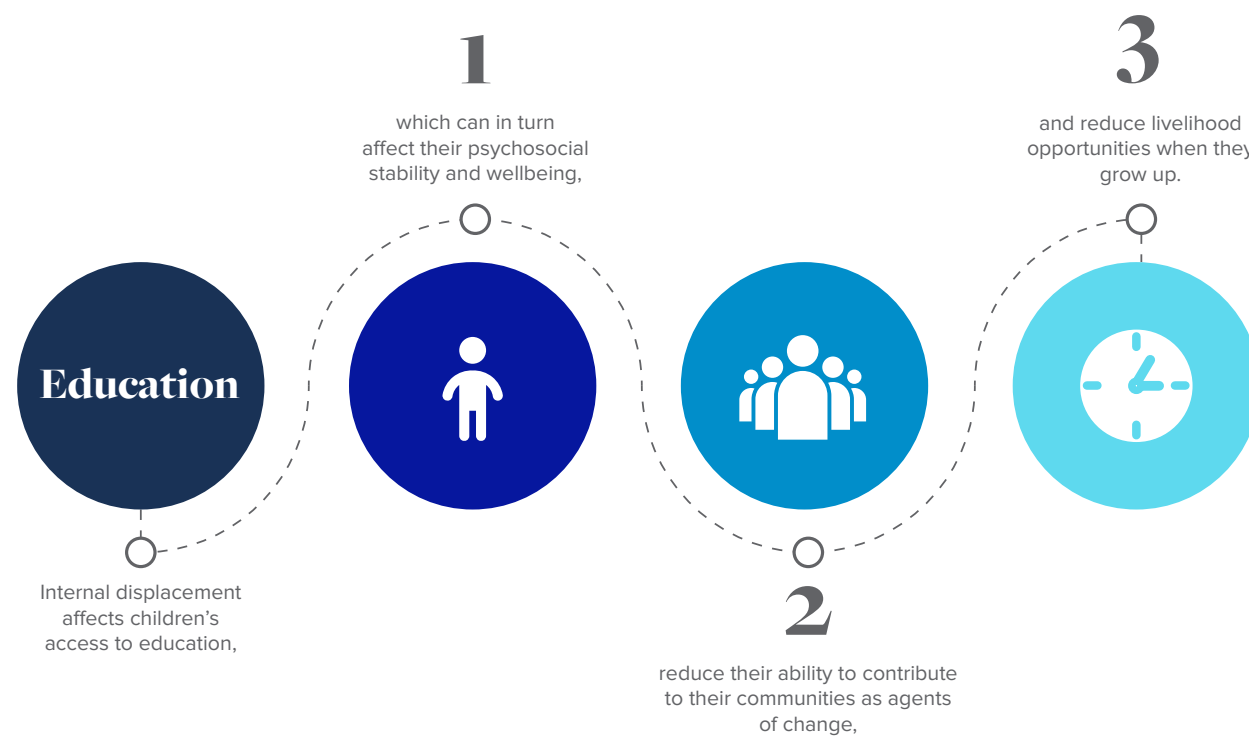 Education
Internal displacement
affects children’s
access to education,
1
which can in turn
affect their psychosocial
stability and wellbeing,
2
reduce their ability to contribute
to their communities as agents
of change,
3
and reduce livelihood
opportunities when they
grow up.